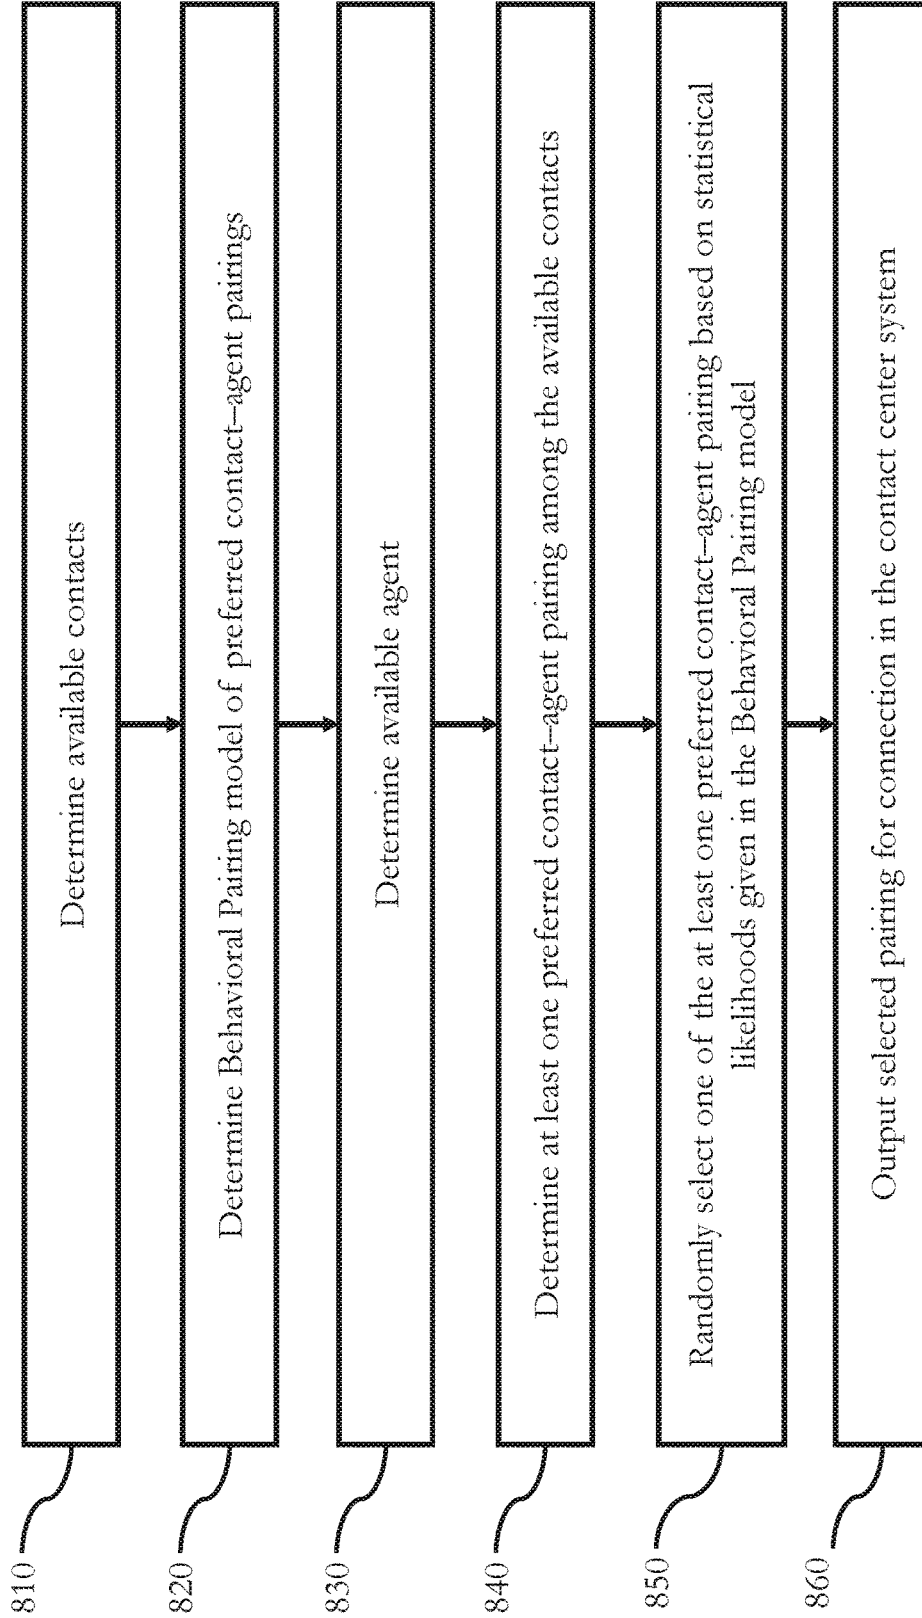 810
Determine available contacts
820
Determine Behavioral Pairing model of preferred contact–agent pairings
830
Determine available agent
840
Determine at least one preferred contact–agent pairing among the available contacts
850
Randomly select one of the at least one preferred contact–agent pairing based on statistical
likelihoods given in the Behavioral Pairing model
860
Output selected pairing for connection in the contact center system